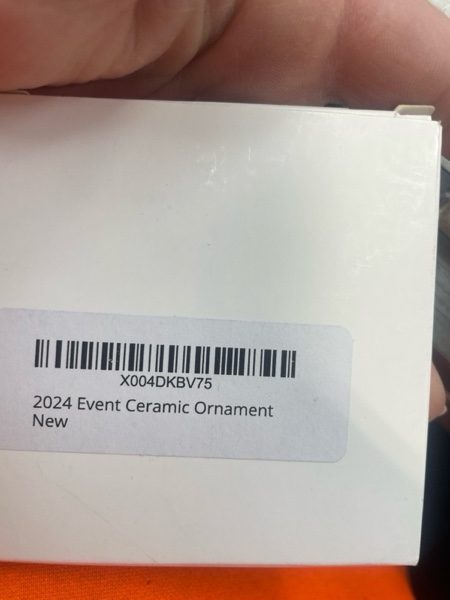 X004DKBV75
2024 Event Ceramic Ornament
New